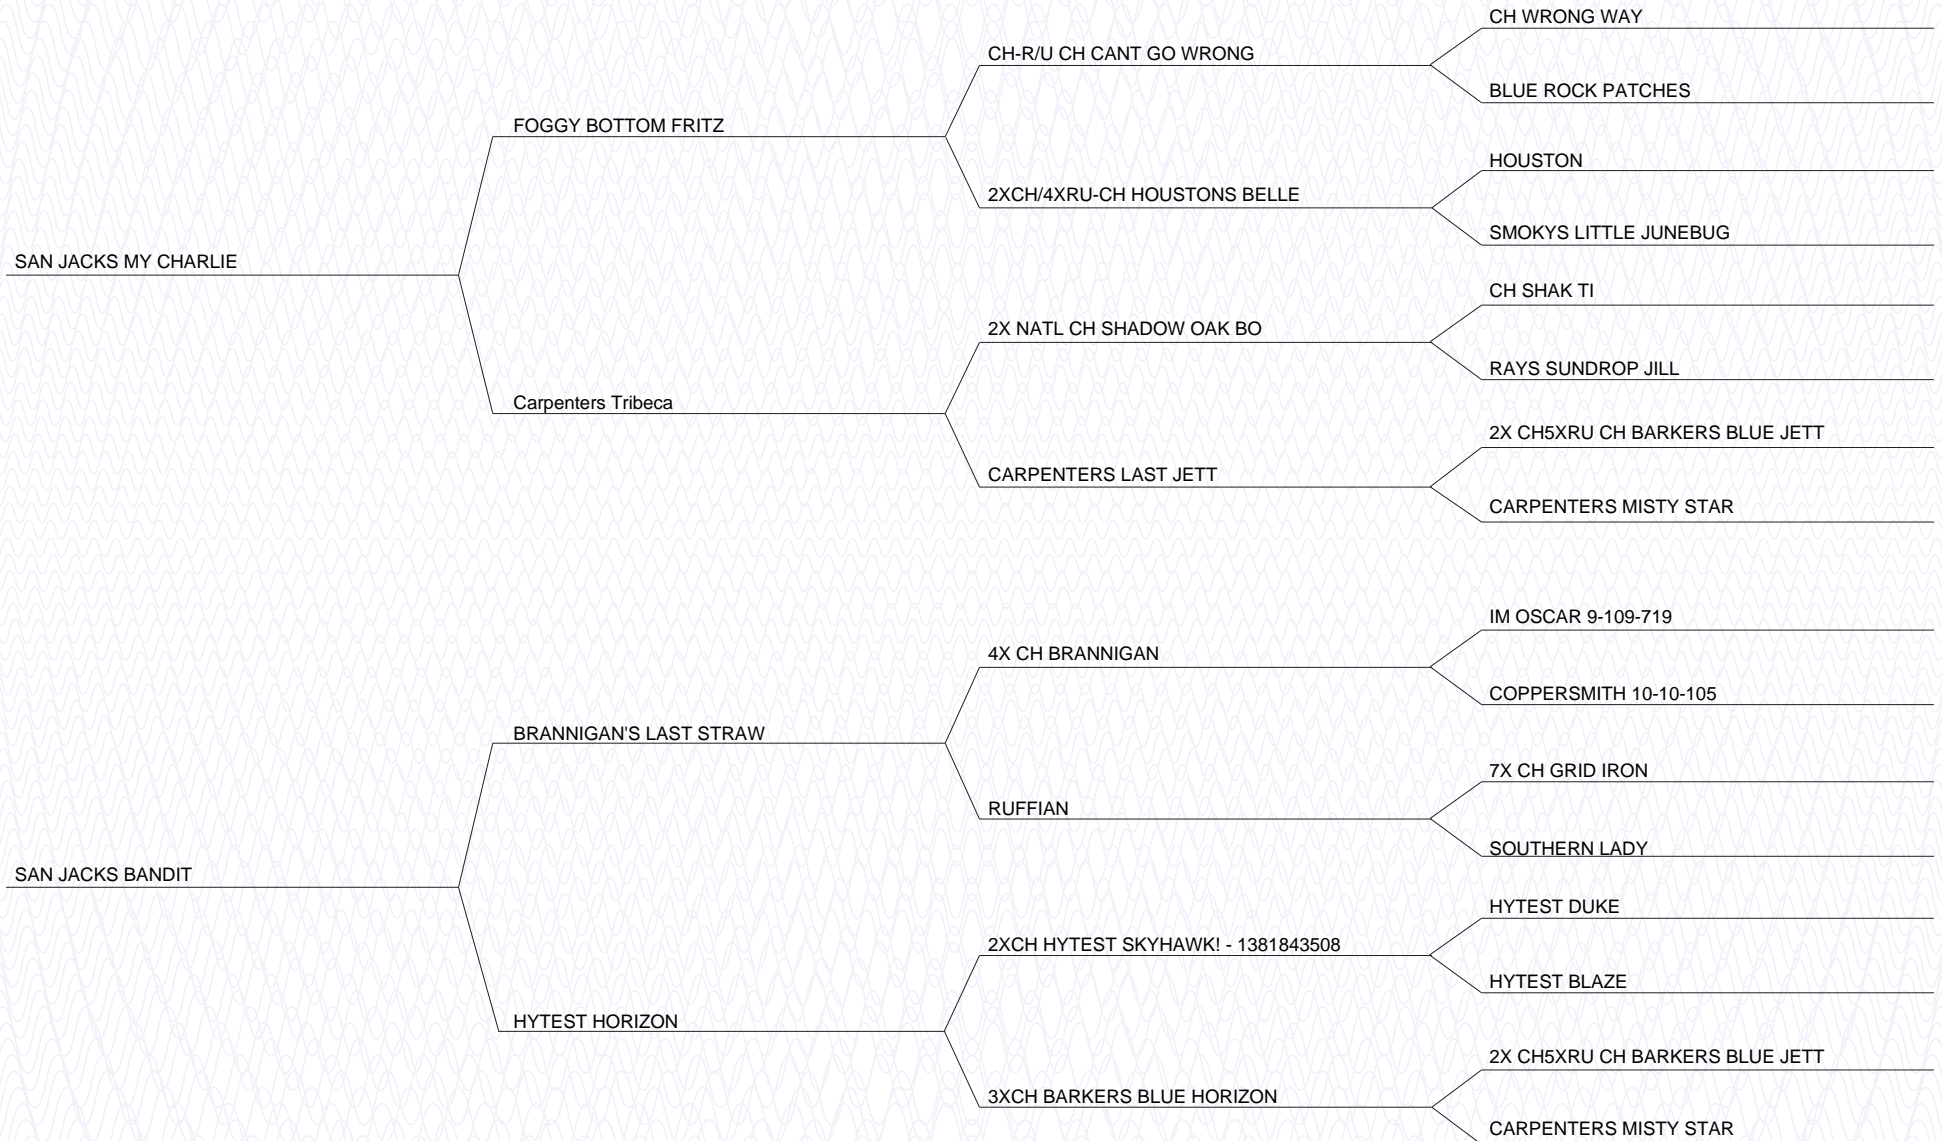 CH WRONG WAY
CH-R/U CH CANT GO WRONG
BLUE ROCK PATCHES
FOGGY BOTTOM FRITZ
HOUSTON
2XCH/4XRU-CH HOUSTONS BELLE
SMOKYS LITTLE JUNEBUG
SAN JACKS MY CHARLIE
CH SHAK TI
2X NATL CH SHADOW OAK BO
RAYS SUNDROP JILL
Carpenters Tribeca
2X CH5XRU CH BARKERS BLUE JETT
CARPENTERS LAST JETT
CARPENTERS MISTY STAR
IM OSCAR 9-109-719
4X CH BRANNIGAN
COPPERSMITH 10-10-105
BRANNIGAN'S LAST STRAW
7X CH GRID IRON
RUFFIAN
SOUTHERN LADY
SAN JACKS BANDIT
HYTEST DUKE
2XCH HYTEST SKYHAWK! - 1381843508
HYTEST BLAZE
HYTEST HORIZON
2X CH5XRU CH BARKERS BLUE JETT
3XCH BARKERS BLUE HORIZON
CARPENTERS MISTY STAR